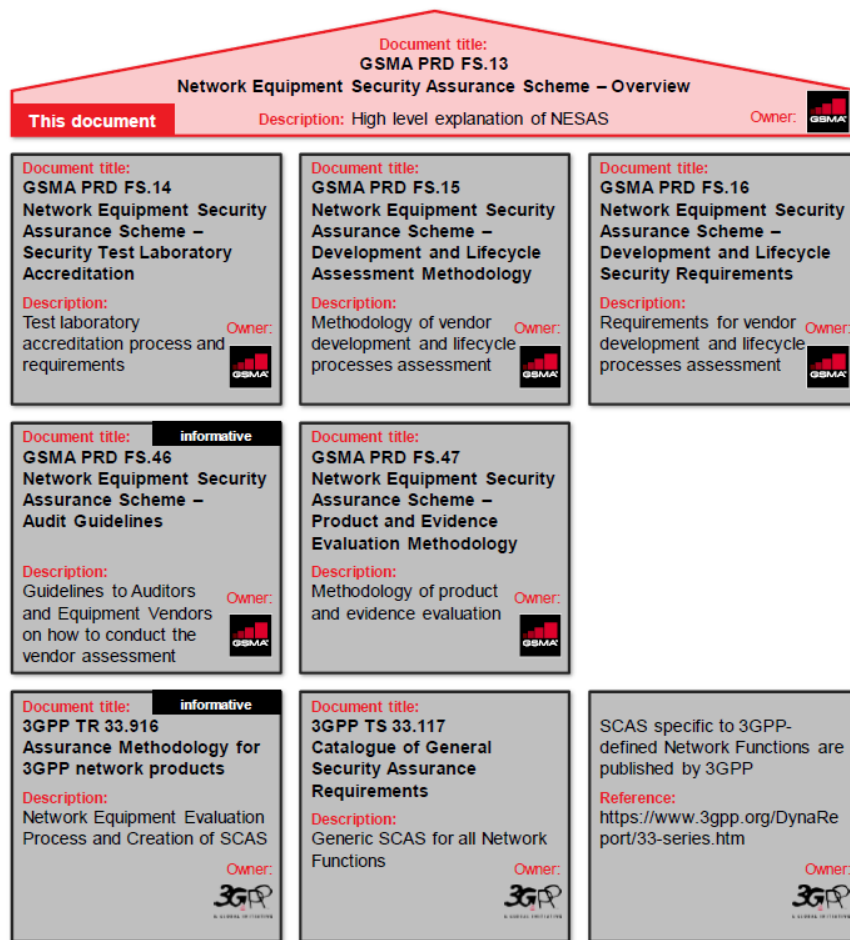 Document title:
GSMA PRD FS.13
Network Equipment Security Assurance Scheme – Overview
This document
Description: High level explanation of NESAS
Owner:
GSMA
Document title:
GSMA PRD FS.14
Network Equipment Security
Assurance Scheme –
Security Test Laboratory
Accreditation
Description:
Test laboratory
accreditation process and
requirements
Owner:
GSMA
Document title:
GSMA PRD FS.15
Network Equipment Security
Assurance Scheme –
Development and Lifecycle
Assessment Methodology
Description:
Methodology of vendor
development and lifecycle
processes assessment
Owner:
GSMA
Document title:
GSMA PRD FS.16
Network Equipment Security
Assurance Scheme –
Development and Lifecycle
Security Requirements
Description:
Requirements for vendor
development and lifecycle
processes assessment
Owner:
GSMA
Document title:
informative
GSMA PRD FS.46
Network Equipment Security
Assurance Scheme –
Audit Guidelines
Description:
Guidelines to Auditors
and Equipment Vendors
on how to conduct the
vendor assessment
Owner:
GSMA
Document title:
GSMA PRD FS.47
Network Equipment Security
Assurance Scheme –
Product and Evidence
Evaluation Methodology
Description:
Methodology of product
and evidence evaluation
Owner:
GSMA
Document title:
informative
3GPP TR 33.916
Assurance Methodology for
3GPP network products
Description:
Network Equipment Evaluation
Process and Creation of SCAS
Owner:
3GPP
A GLOBAL INITIATIVE
Document title:
3GPP TS 33.117
Catalogue of General
Security Assurance
Requirements
Description:
Generic SCAS for all Network
Functions
Owner:
3GPP
A GLOBAL INITIATIVE
SCAS specific to 3GPP-
defined Network Functions are
published by 3GPP
Reference:
https://www.3gpp.org/DynaRe
port/33-series.htm
Owner:
3GPP
A GLOBAL INITIATIVE